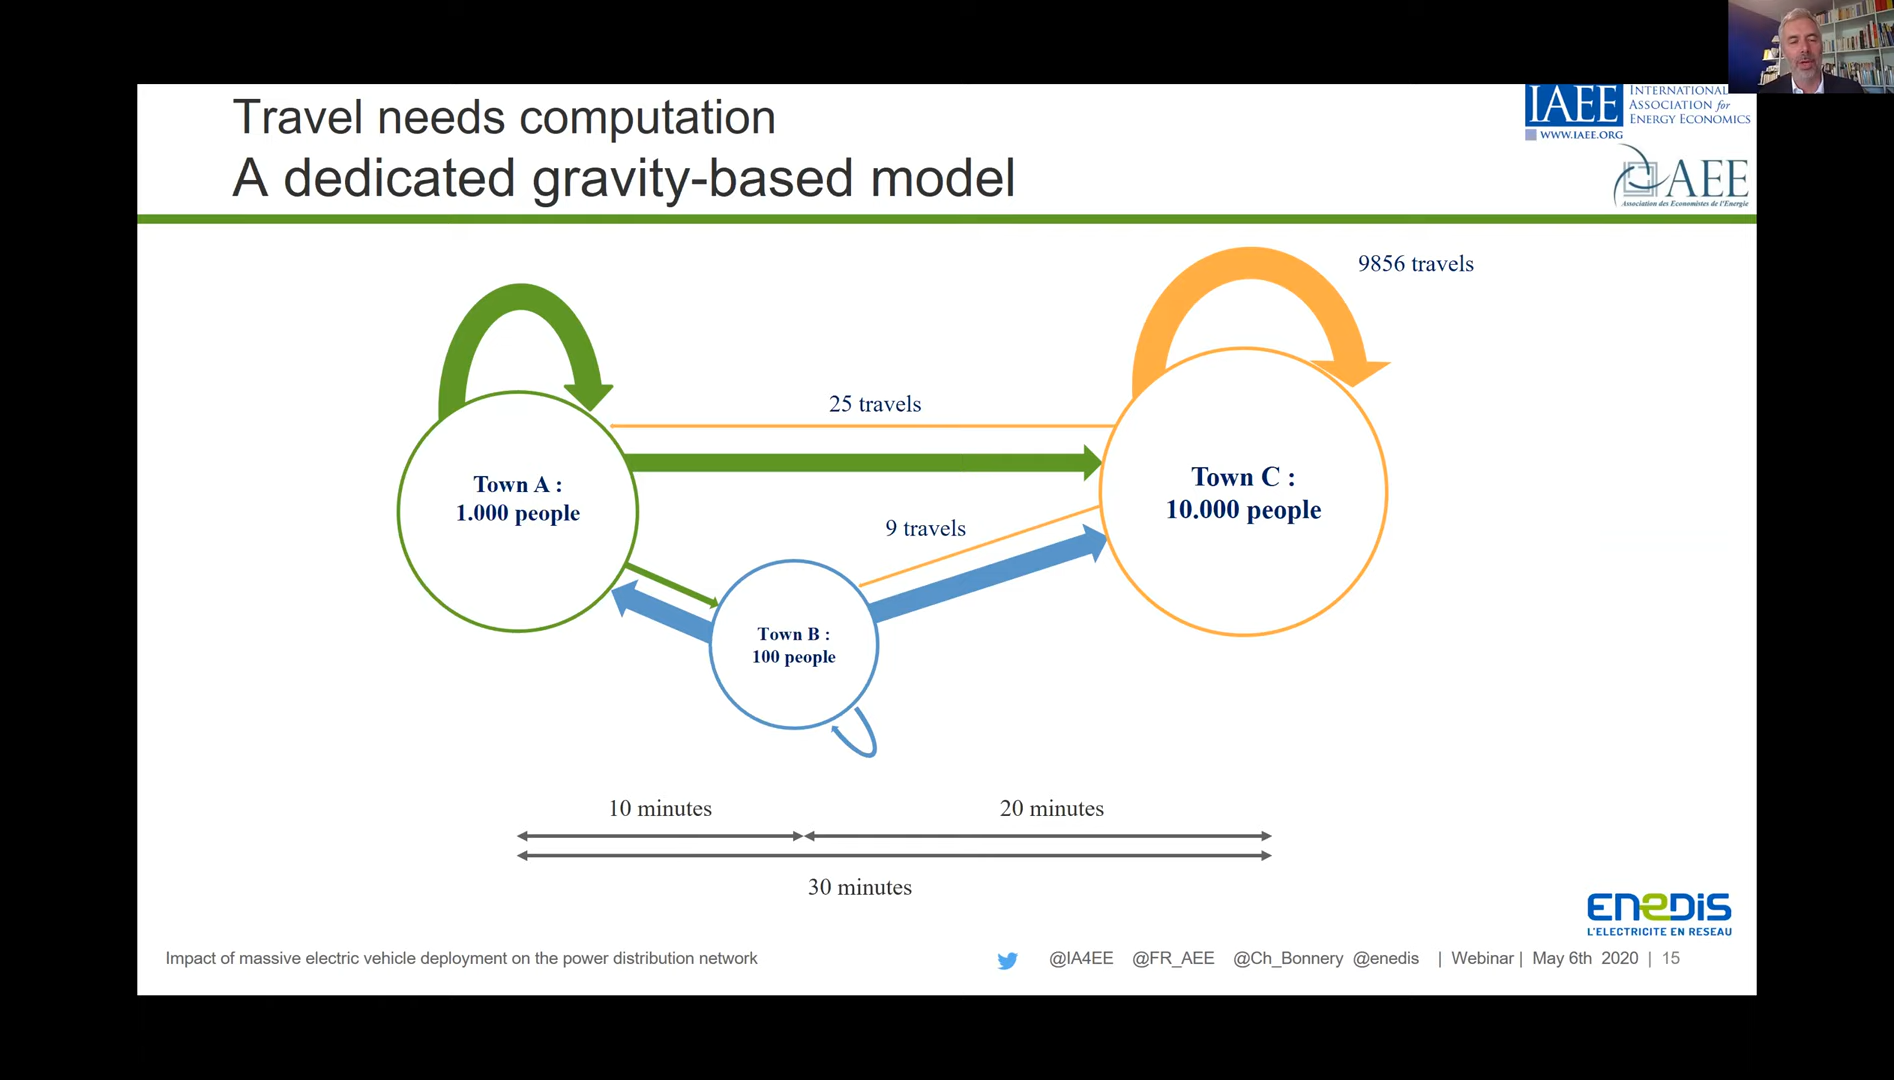 Travel needs computation
A dedicated gravity-based model
IAEE
INTERNATIONAL
ASSOCIATION for
ENERGY ECONOMICS
WWW.IAEE.ORG
AEE
Association des Economistes de l'Energie
9856 travels
25 travels
Town A :
1.000 people
Town C :
10.000 people
9 travels
Town B :
100 people
10 minutes
20 minutes
30 minutes
ENEDIS
L'ELECTRICITE EN RESEAU
Impact of massive electric vehicle deployment on the power distribution network
@IA4EE @FR_AEE @Ch_Bonnery @enedis | Webinar | May 6th 2020 | 15